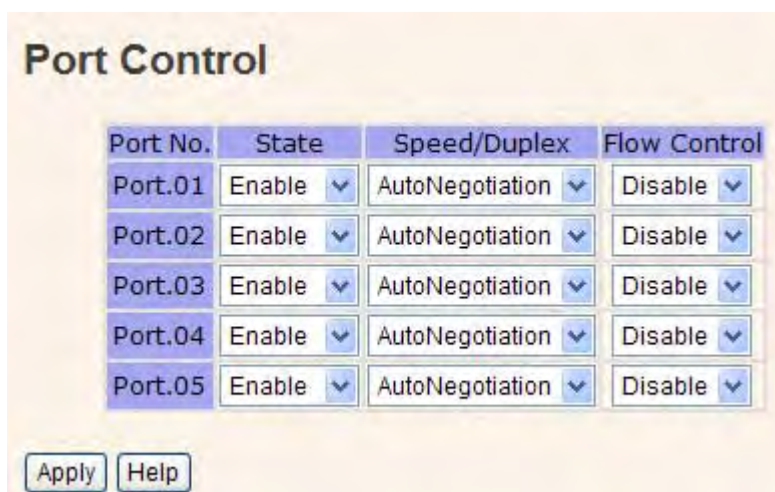 Port Control
Port No. State Speed/Duplex Flow Control
Port.01 Enable AutoNegotiation Disable
Port.02 Enable AutoNegotiation Disable
Port.03 Enable AutoNegotiation Disable
Port.04 Enable AutoNegotiation Disable
Port.05 Enable AutoNegotiation Disable
Apply Help